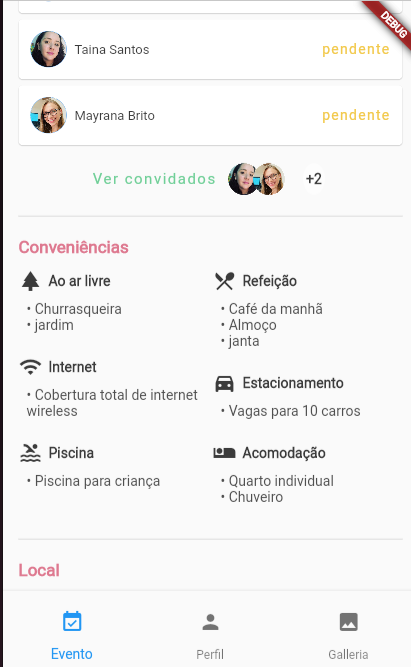 DEBUG
Taina Santos pendente
Mayrana Brito pendente
Ver convidados +2
Conveniências
Ao ar livre
• Churrasqueira
• jardim
Internet
• Cobertura total de internet
wireless
Piscina
• Piscina para criança
Refeição
• Café da manhã
• Almoço
• janta
Estacionamento
• Vagas para 10 carros
Acomodação
• Quarto individual
• Chuveiro
Local
Evento Perfil Galleria